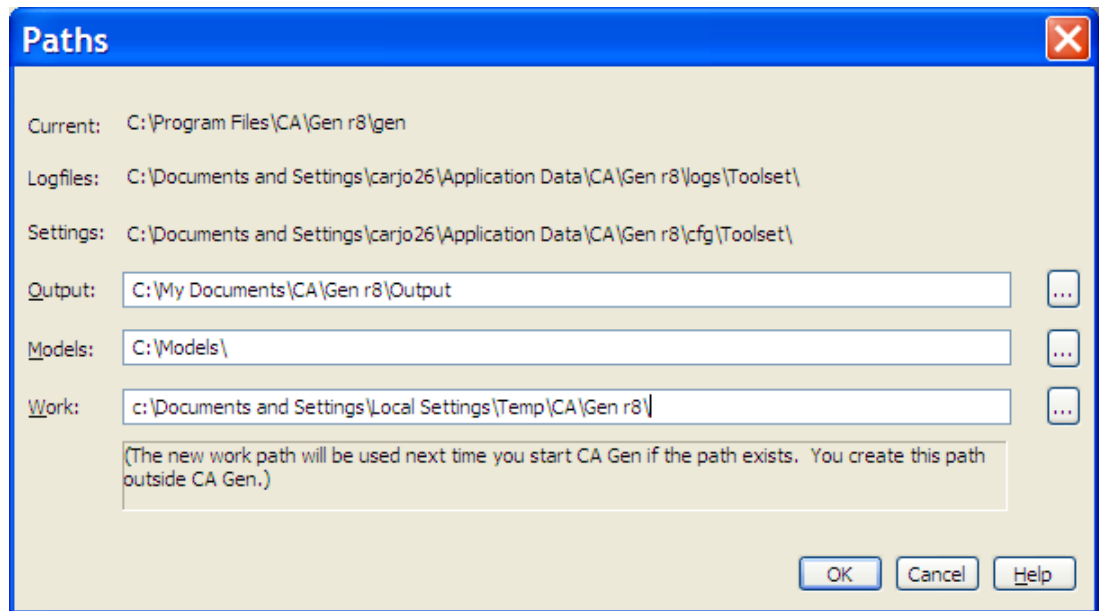 Paths
Current: C:\Program Files\CA\Gen r8\gen
Logfiles: C:\Documents and Settings\carjo26\Application Data\CA\Gen r8\logs\Toolset\
Settings: C:\Documents and Settings\carjo26\Application Data\CA\Gen r8\cfg\Toolset\
Output: C:\My Documents\CA\Gen r8\Output ...
Models: C:\Models\ ...
Work: c:\Documents and Settings\Local Settings\Temp\CA\Gen r8\ ...
(The new work path will be used next time you start CA Gen if the path exists.  You create this path
outside CA Gen.)
OK Cancel Help